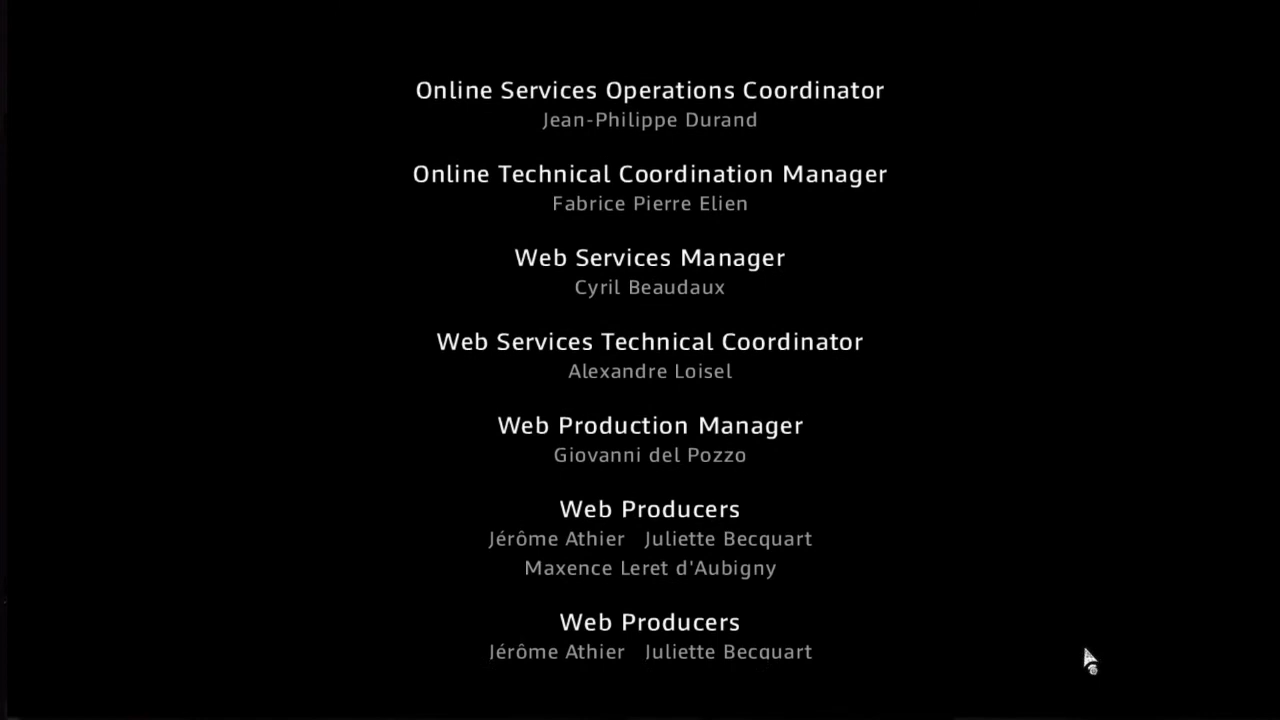 Online Services Operations Coordinator
Jean-Philippe Durand
Online Technical Coordination Manager
Fabrice Pierre Elien
Web Services Manager
Cyril Beaudaux
Web Services Technical Coordinator
Alexandre Loisel
Web Production Manager
Giovanni del Pozzo
Web Producers
Jérôme Athier Juliette Becquart
Maxence Leret d'Aubigny
Web Producers
Jérôme Athier Juliette Becquart